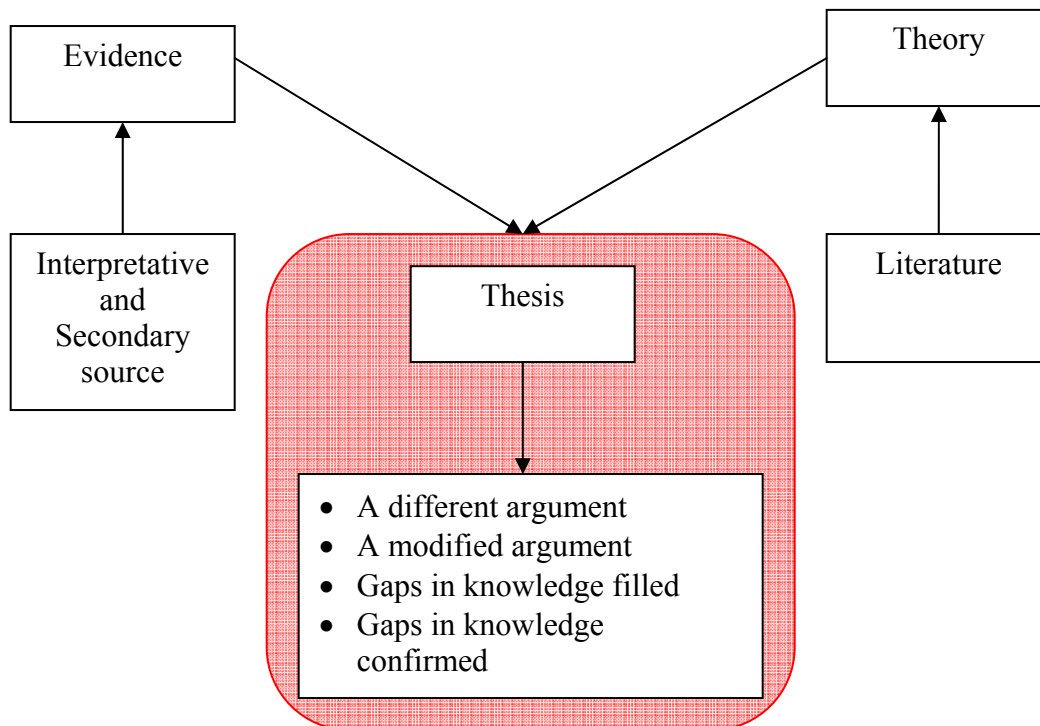 Evidence
Theory
Interpretative
and
Secondary
source
Thesis
Literature
• A different argument
• A modified argument
• Gaps in knowledge filled
• Gaps in knowledge
confirmed